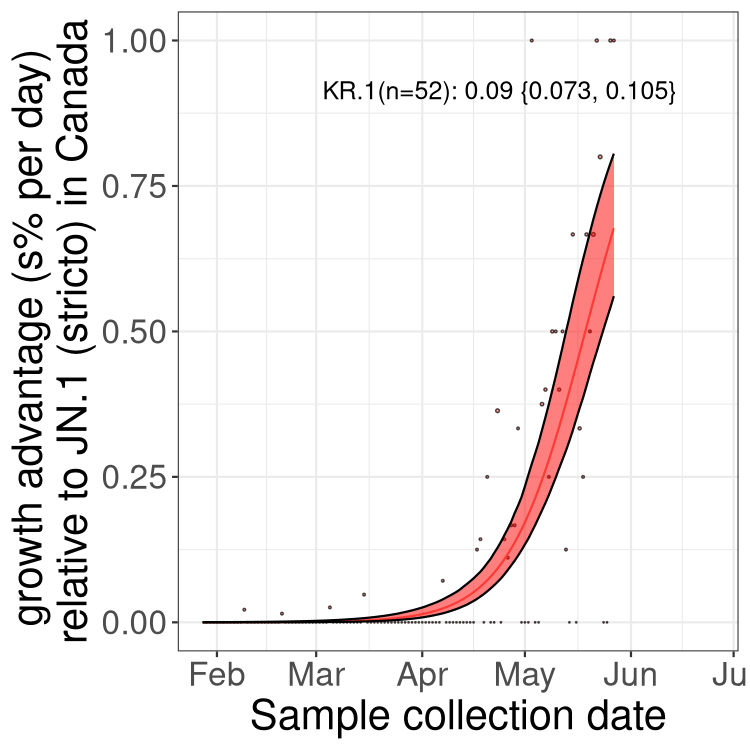 growth advantage (s% per day)
relative to JN.1 (stricto) in Canada
1.00
0.75
0.50
0.25
0.00
KR.1(n=52): 0.09 {0.073, 0.105}
Feb Mar Apr May Jun Ju
Sample collection date